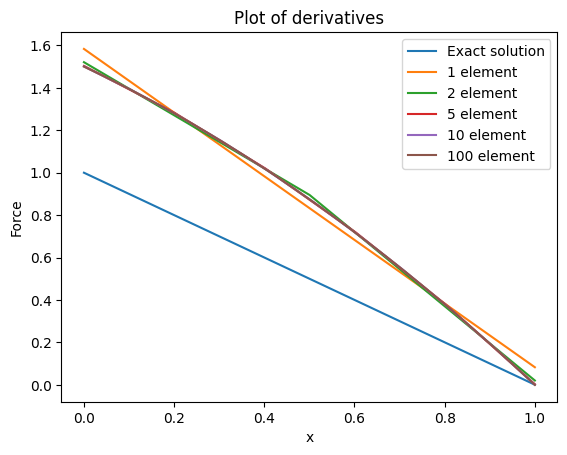 Plot of derivatives
Force
1.6
1.4
1.2
1.0
0.8
0.6
0.4
0.2
0.0
Exact solution
1 element
2 element
5 element
10 element
100 element
0.0 0.2 0.4 0.6 0.8 1.0
x